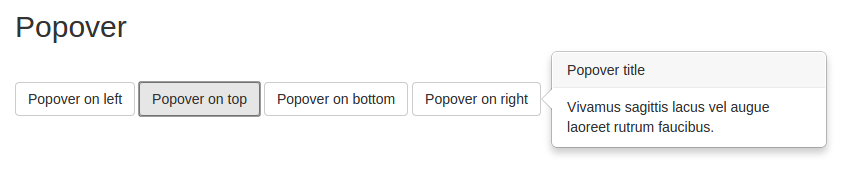 Popover
Popover on left
Popover on top
Popover on bottom
Popover on right
Popover title
Vivamus sagittis lacus vel augue
laoreet rutrum faucibus.